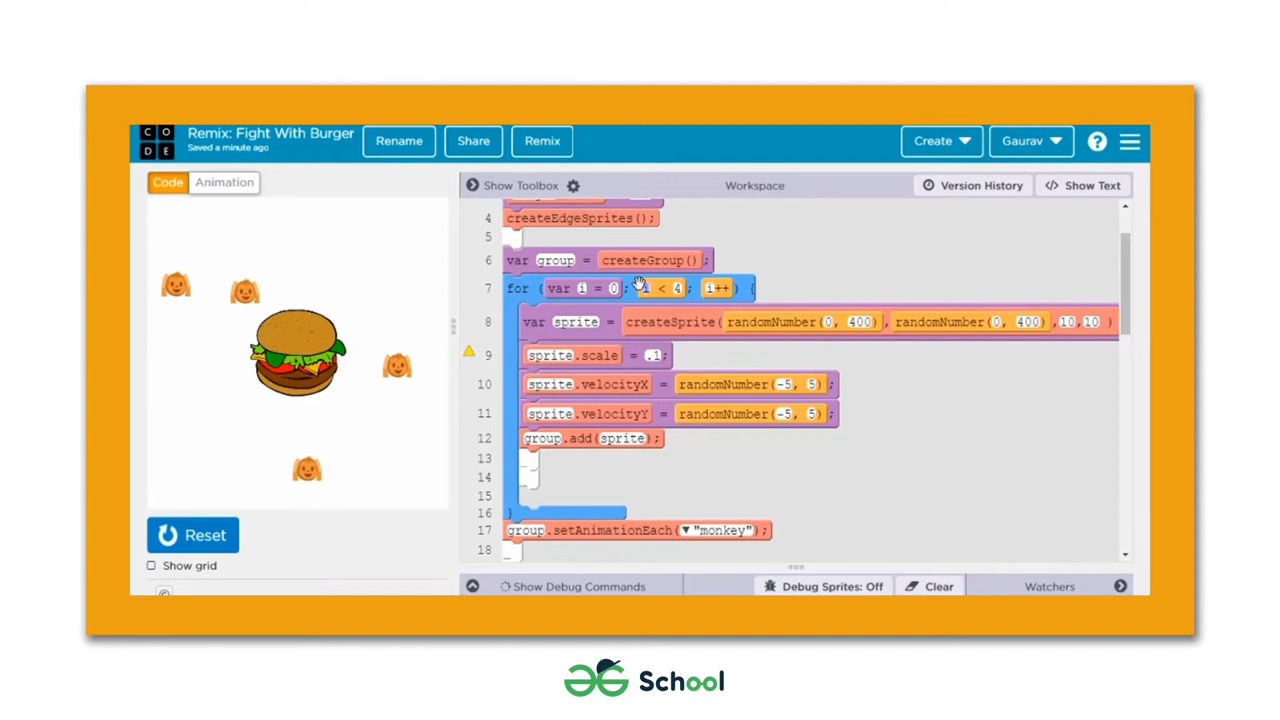 C O D E
Remix: Fight With Burger
Saved a minute ago
Rename
Share
Remix
Create
Gaurav
?
Code
Animation
Show Toolbox
Workspace
Version History
</> Show Text
4 createEdgeSprites();
5
6 var group = createGroup();
7 for (var i = 0; i < 4; i++) {
8 var sprite = createSprite(randomNumber(0, 400),randomNumber(0, 400),10,10)
9 sprite.scale = .1;
10 sprite.velocityX = randomNumber(-5, 5);
11 sprite.velocityY = randomNumber(-5, 5);
12 group.add(sprite);
13
14
15
16 }
17 group.setAnimationEach("monkey");
18
Reset
Show grid
Show Debug Commands
Debug Sprites: Off
Clear
Watchers
School